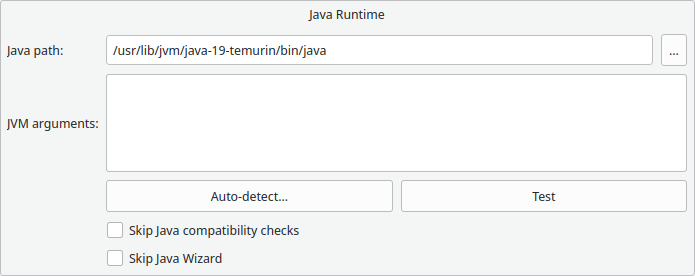 Java Runtime
Java path: /usr/lib/jvm/java-19-temurin/bin/java ...
JVM arguments:
Auto-detect... Test
Skip Java compatibility checks
Skip Java Wizard